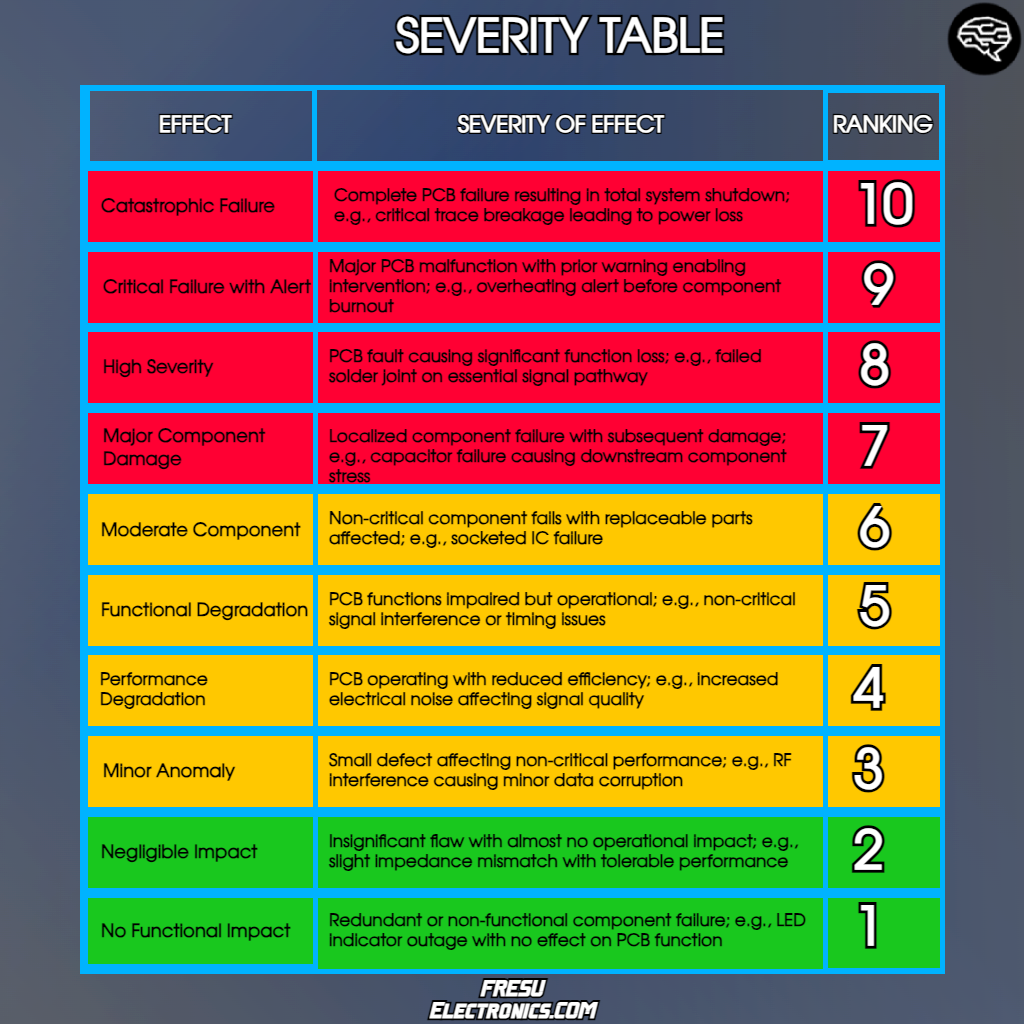 SEVERITY TABLE
EFFECT
SEVERITY OF EFFECT
RANKING
Catastrophic Failure
Complete PCB failure resulting in total system shutdown;
e.g., critical trace breakage leading to power loss
10
Critical Failure with Alert
Major PCB malfunction with prior warning enabling
intervention; e.g., overheating alert before component
burnout
9
High Severity
PCB fault causing significant function loss; e.g., failed
solder joint on essential signal pathway
8
Major Component
Damage
Localized component failure with subsequent damage;
e.g., capacitor failure causing downstream component
stress
7
Moderate Component
Non-critical component fails with replaceable parts
affected; e.g., socketed IC failure
6
Functional Degradation
PCB functions impaired but operational; e.g., non-critical
signal interference or timing issues
5
Performance
Degradation
PCB operating with reduced efficiency; e.g., increased
electrical noise affecting signal quality
4
Minor Anomaly
Small defect affecting non-critical performance; e.g., RF
interference causing minor data corruption
3
Negligible Impact
Insignificant flaw with almost no operational impact; e.g.,
slight impedance mismatch with tolerable performance
2
No Functional Impact
Redundant or non-functional component failure; e.g., LED
indicator outage with no effect on PCB function
1
FRESU
ELECTRONICS.COM